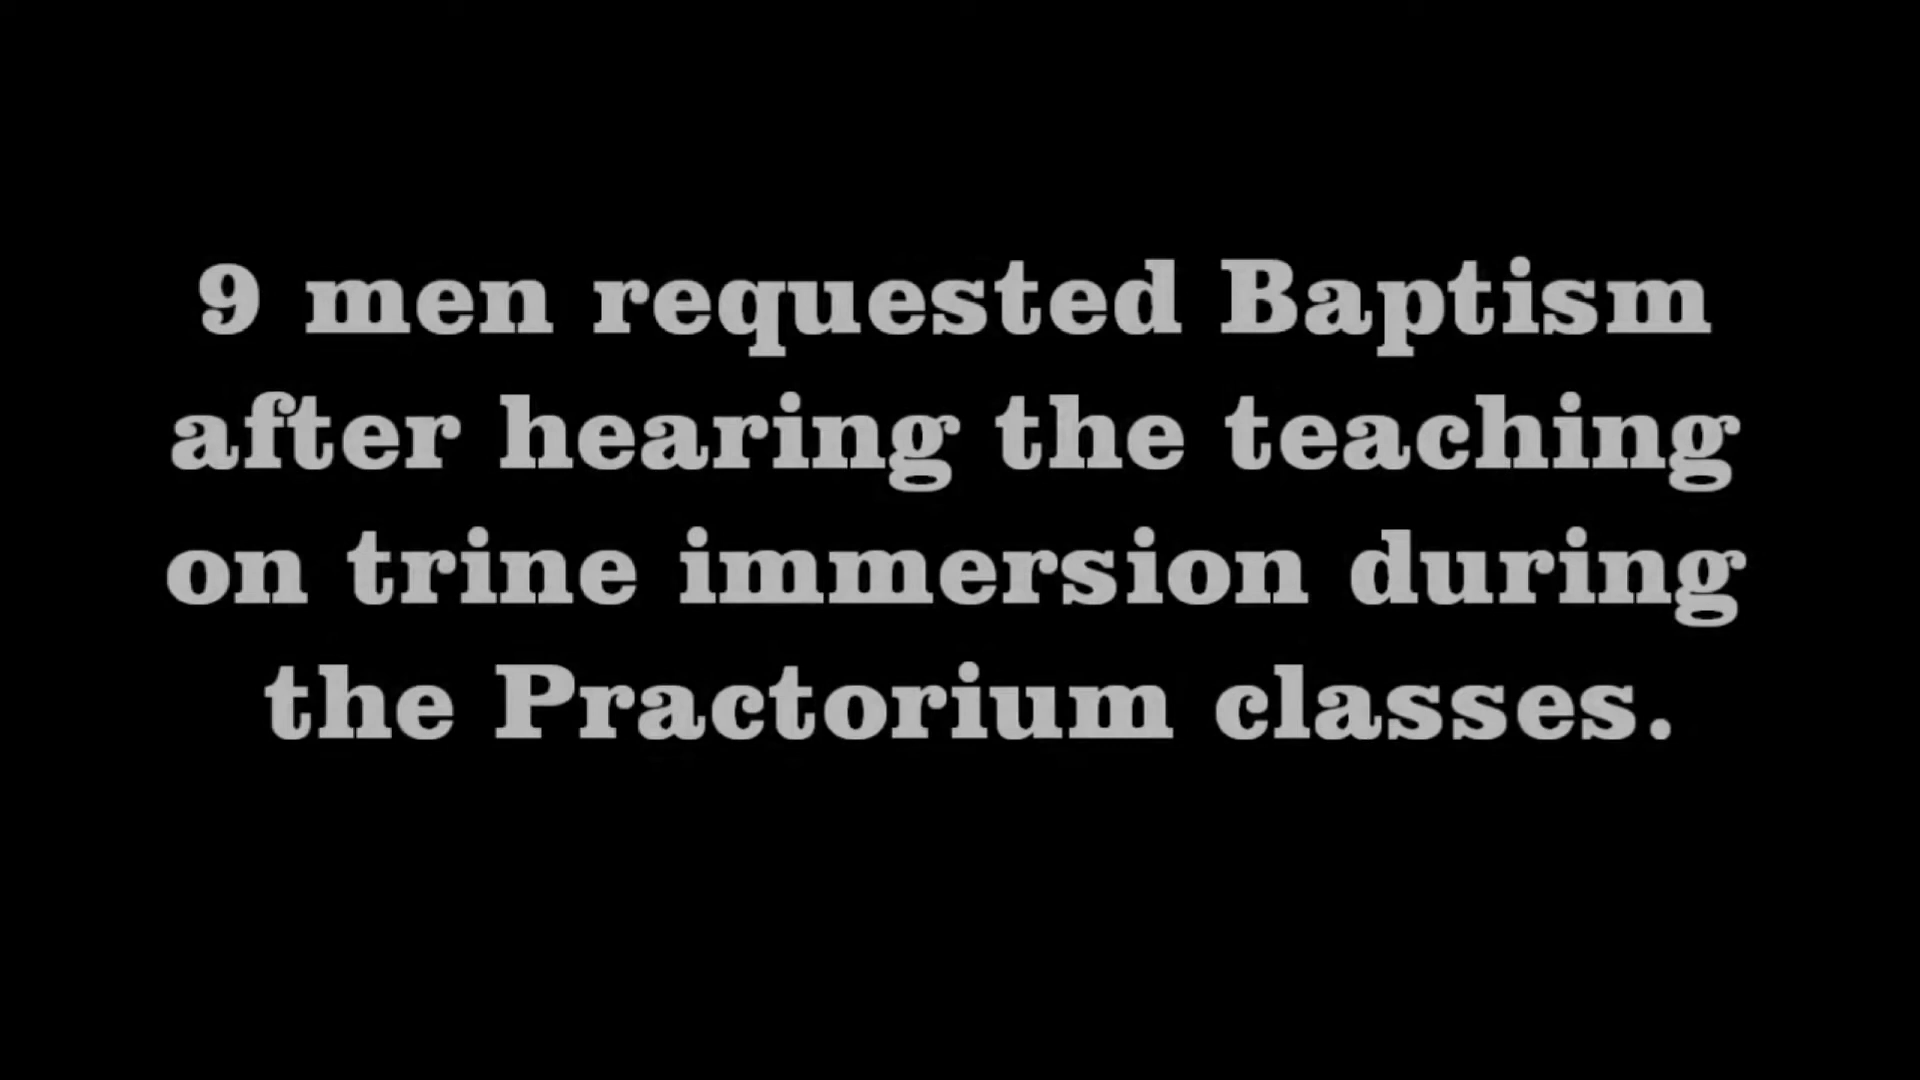 9 men requested Baptism
after hearing the teaching
on trine immersion during
the Practorium classes.